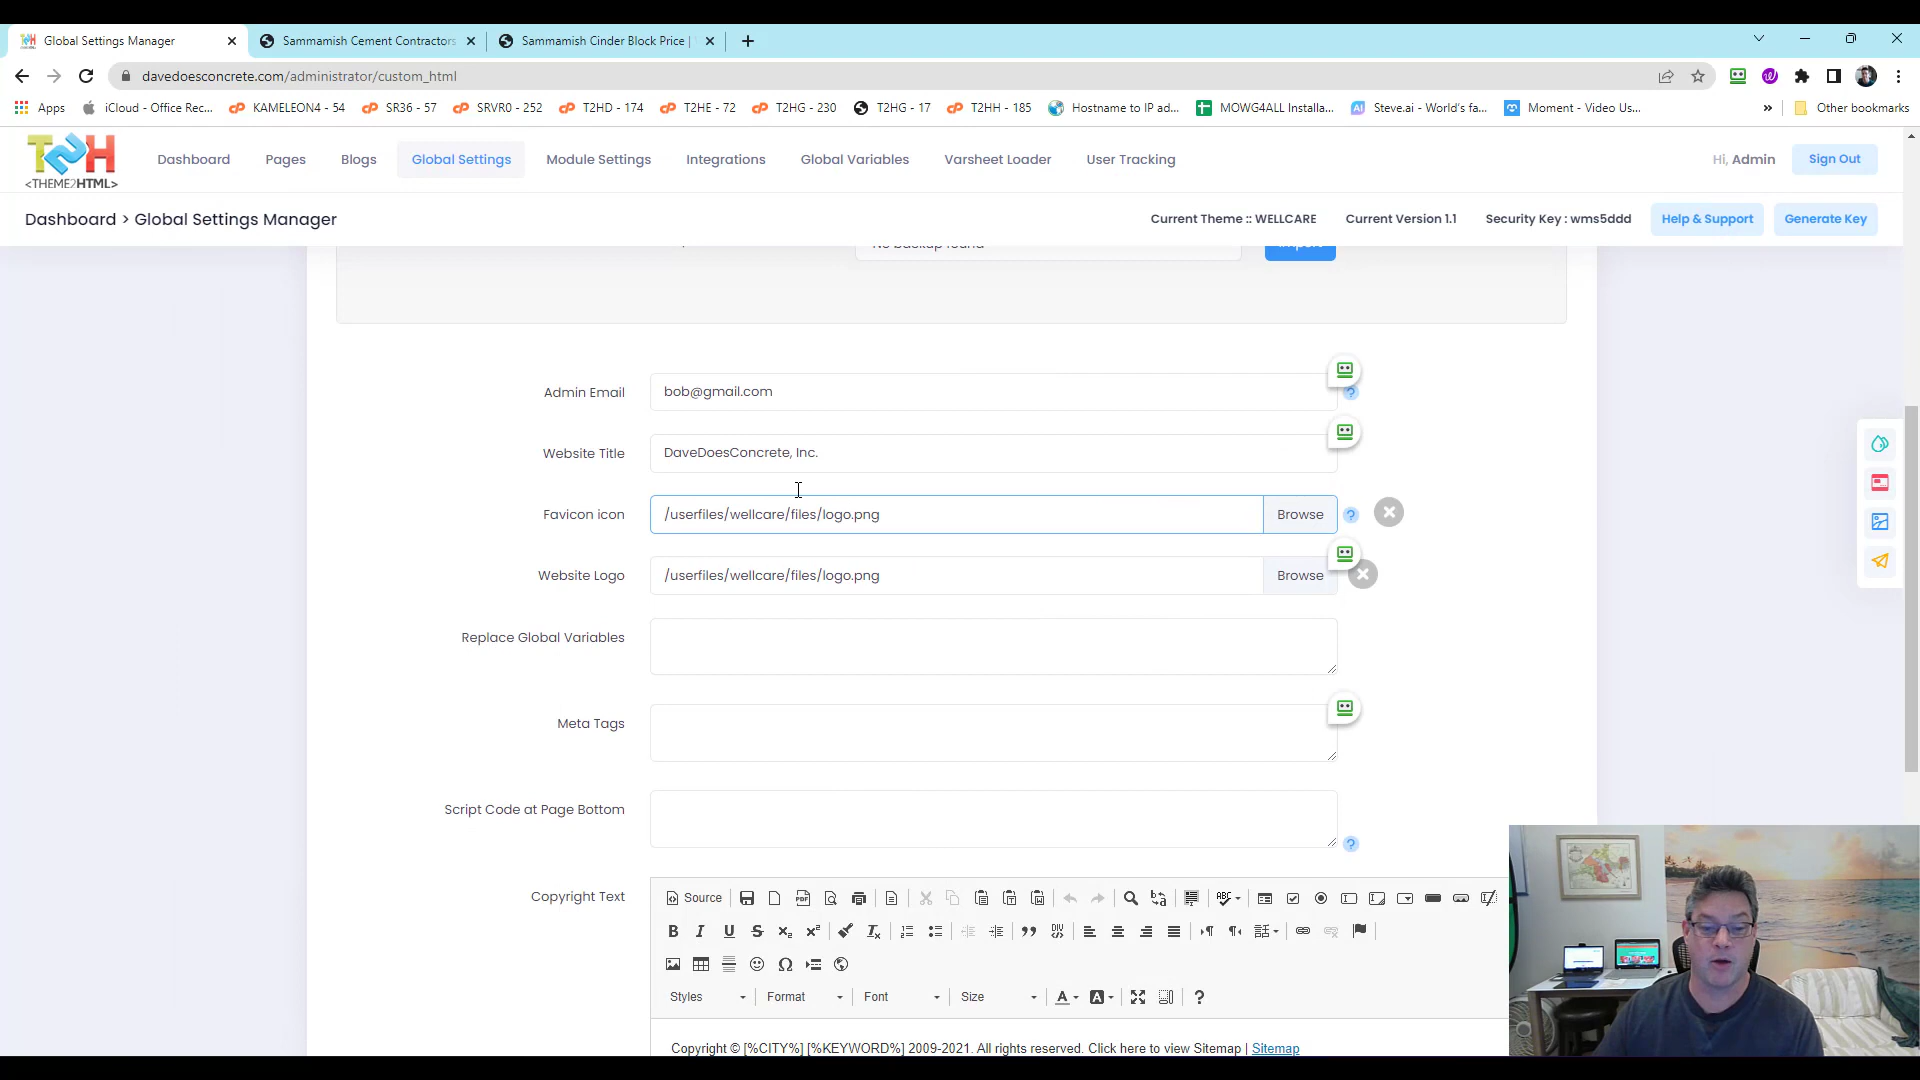 Global Settings Manager
Sammamish Cement Contractors
Sammamish Cinder Block Price |
davedoesconcrete.com/administrator/custom_html
Apps
iCloud - Office Rec...
KAMELEON4 - 54
SR36 - 57
SRVR0 - 252
T2HD - 174
T2HE - 72
T2HG - 230
T2HG - 17
T2HH - 185
Hostname to IP ad...
MOWG4ALL Installa...
Steve.ai - World's fa...
Moment - Video Us...
»
Other bookmarks
T2H
<THEME2HTML>
Dashboard
Pages
Blogs
Global Settings
Module Settings
Integrations
Global Variables
Varsheet Loader
User Tracking
Hi, Admin
Sign Out
Dashboard > Global Settings Manager
Current Theme :: WELLCARE
Current Version 1.1
Security Key : wms5ddd
Help & Support
Generate Key
No backup found
Import
Admin Email
bob@gmail.com
?
Website Title
DaveDoesConcrete, Inc.
Favicon icon
/userfiles/wellcare/files/logo.png
Browse
?
Website Logo
/userfiles/wellcare/files/logo.png
Browse
Replace Global Variables
Meta Tags
Script Code at Page Bottom
?
Copyright Text
Source
Styles
Format
Font
Size
Copyright © [%CITY%] [%KEYWORD%] 2009-2021. All rights reserved. Click here to view Sitemap | Sitemap